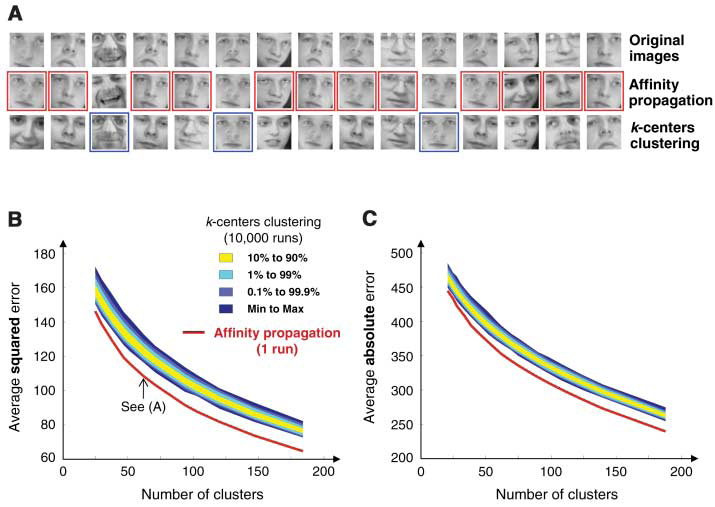 A
Original
images
Affinity
propagation
k-centers
clustering
B
k-centers clustering
(10,000 runs)
10% to 90%
1% to 99%
0.1% to 99.9%
Min to Max
Affinity propagation
(1 run)
See (A)
Average squared error
180
160
140
120
100
80
60
0
50
100
150
200
Number of clusters
C
Average absolute error
500
450
400
350
300
250
200
0
50
100
150
200
Number of clusters